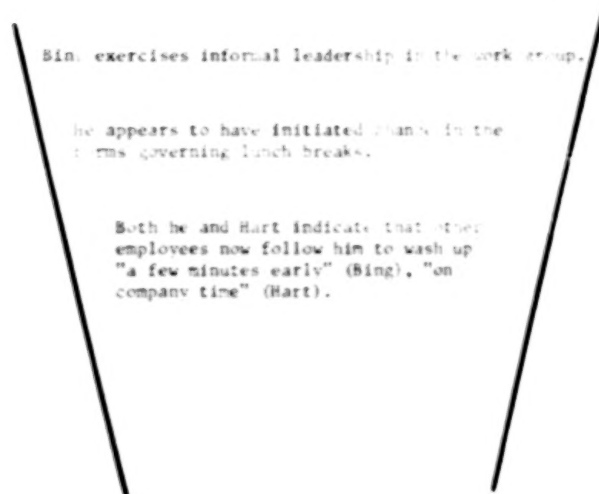 Bing exercises informal leadership in the work group.
He appears to have initiated change in the
norms governing lunch breaks.
Both he and Hart indicate that other
employees now follow him to wash up
"a few minutes early" (Bing), "on
company time" (Hart).